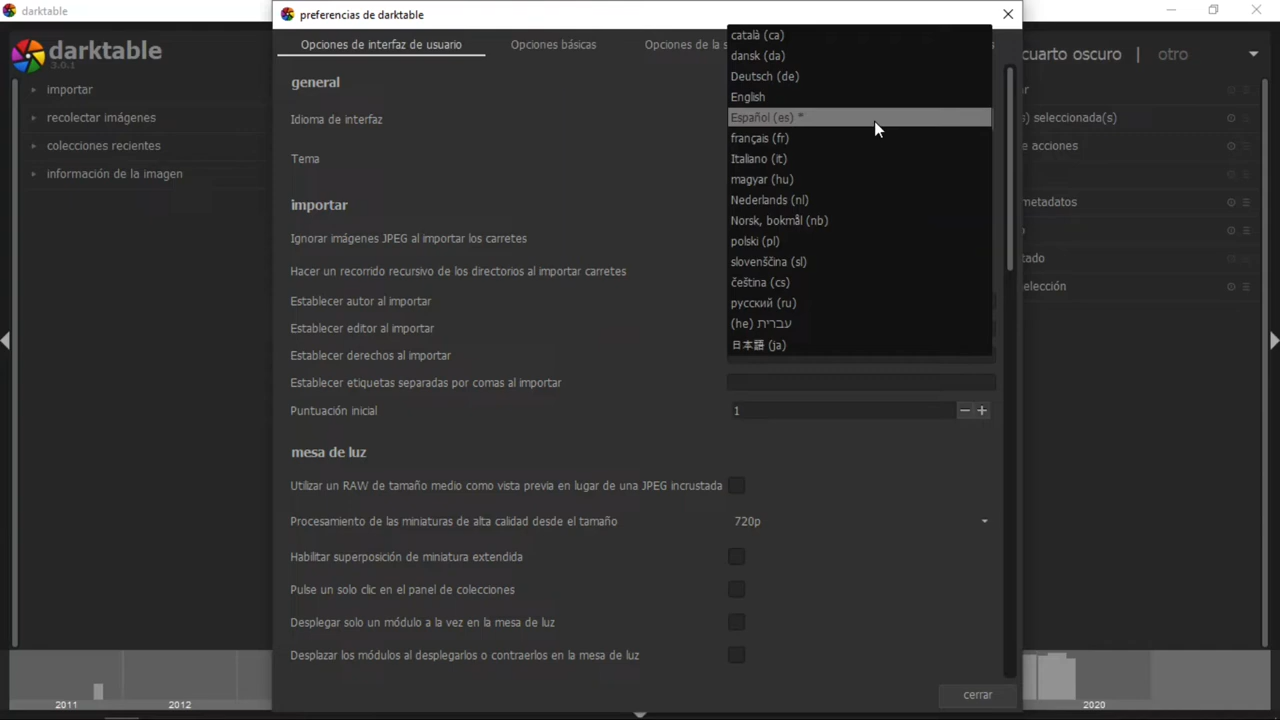 darktable
preferencias de darktable
darktable
3.0.1
importar
recolectar imágenes
colecciones recientes
información de la imagen
Opciones de interfaz de usuario
Opciones básicas
Opciones de la s
s
general
Idioma de interfaz
Tema
importar
Ignorar imágenes JPEG al importar los carretes
Hacer un recorrido recursivo de los directorios al importar carretes
Establecer autor al importar
Establecer editor al importar
Establecer derechos al importar
Establecer etiquetas separadas por comas al importar
Puntuación inicial
1
català (ca)
dansk (da)
Deutsch (de)
English
Español (es) *
français (fr)
Italiano (it)
magyar (hu)
Nederlands (nl)
Norsk, bokmål (nb)
polski (pl)
slovenščina (sl)
čeština (cs)
русский (ru)
עברית (he)
日本語 (ja)
mesa de luz
Utilizar un RAW de tamaño medio como vista previa en lugar de una JPEG incrustada
Procesamiento de las miniaturas de alta calidad desde el tamaño
720p
Habilitar superposición de miniatura extendida
Pulse un solo clic en el panel de colecciones
Desplegar solo un módulo a la vez en la mesa de luz
Desplazar los módulos al desplegarlos o contraerlos en la mesa de luz
cerrar
cuarto oscuro | otro
ar
) seleccionada(s)
e acciones
metadatos
o
tado
elección
2011
2012
2020